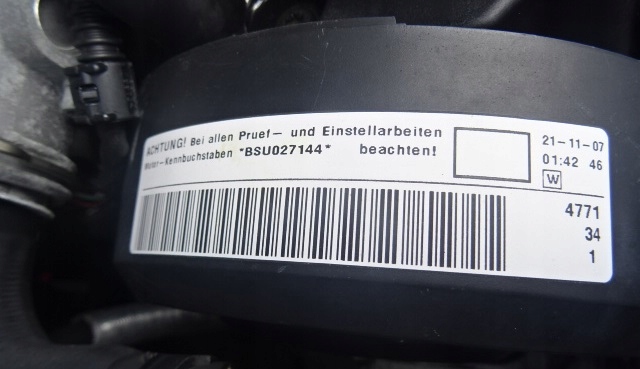 ACHTUNG! Bei allen Pruef- und Einstellarbeiten
Motor-Kennbuchstaben *BSU027144* beachten!
21-11-07
01:42 46
W
4771
34
1